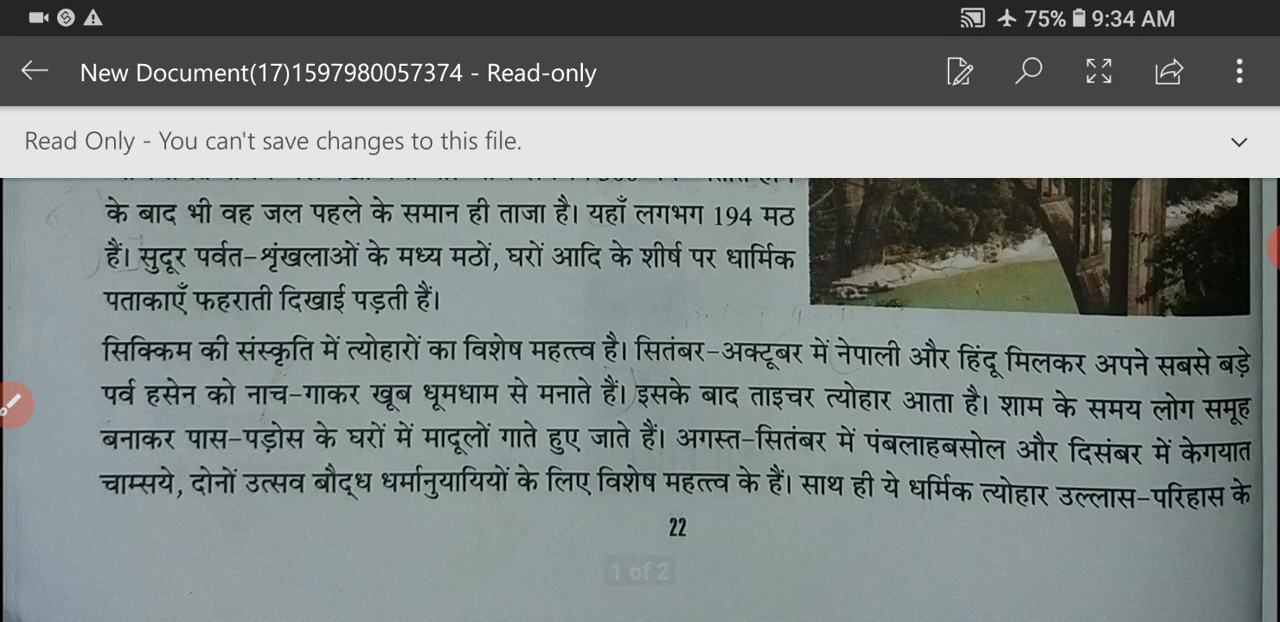 75% 9:34 AM
New Document(17)1597980057374 - Read-only
Read Only - You can't save changes to this file.
के बाद भी वह जल पहले के समान ही ताजा है। यहाँ लगभग 194 मठ
हैं। सुदूर पर्वत-शृंखलाओं के मध्य मठों, घरों आदि के शीर्ष पर धार्मिक
पताकाएँ फहराती दिखाई पड़ती हैं।
सिक्किम की संस्कृति में त्योहारों का विशेष महत्त्व है। सितंबर-अक्टूबर में नेपाली और हिंदू मिलकर अपने सबसे बड़े
पर्व हसेन को नाच-गाकर खूब धूमधाम से मनाते हैं। इसके बाद ताइचर त्योहार आता है। शाम के समय लोग समूह
बनाकर पास-पड़ोस के घरों में मादूलों गाते हुए जाते हैं। अगस्त-सितंबर में पंबलाहबसोल और दिसंबर में केगयात
चाम्सये, दोनों उत्सव बौद्ध धर्मानुयायियों के लिए विशेष महत्त्व के हैं। साथ ही ये धर्मिक त्योहार उल्लास-परिहास के
22
1 of 2